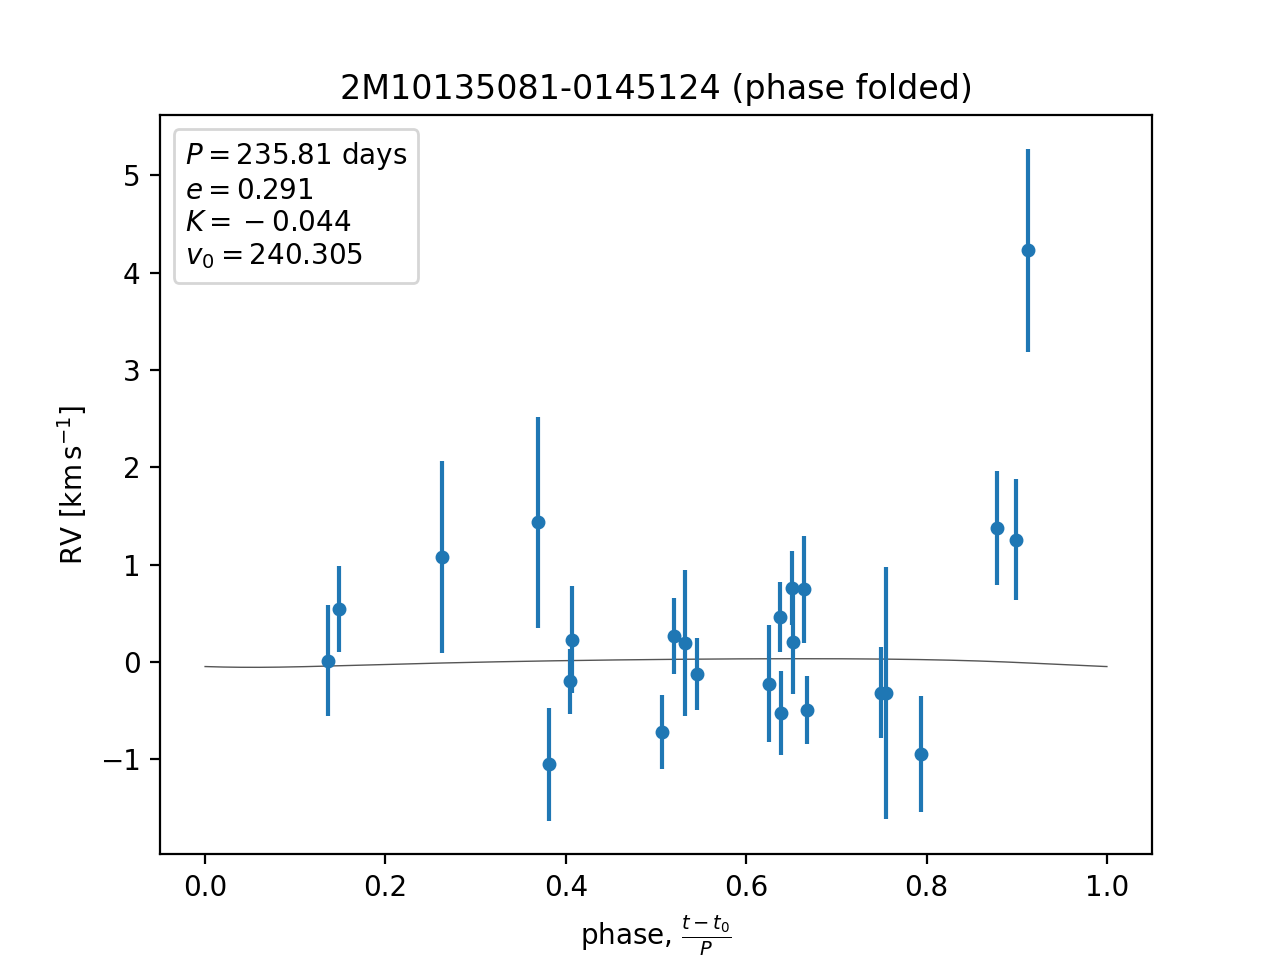 2M10135081-0145124 (phase folded)
P = 235.81 days
e = 0.291
K = −0.044
v₀ = 240.305
5
4
3
2
1
0
−1
RV [km s⁻¹]
0.0 0.2 0.4 0.6 0.8 1.0
phase, (t − t₀)/P